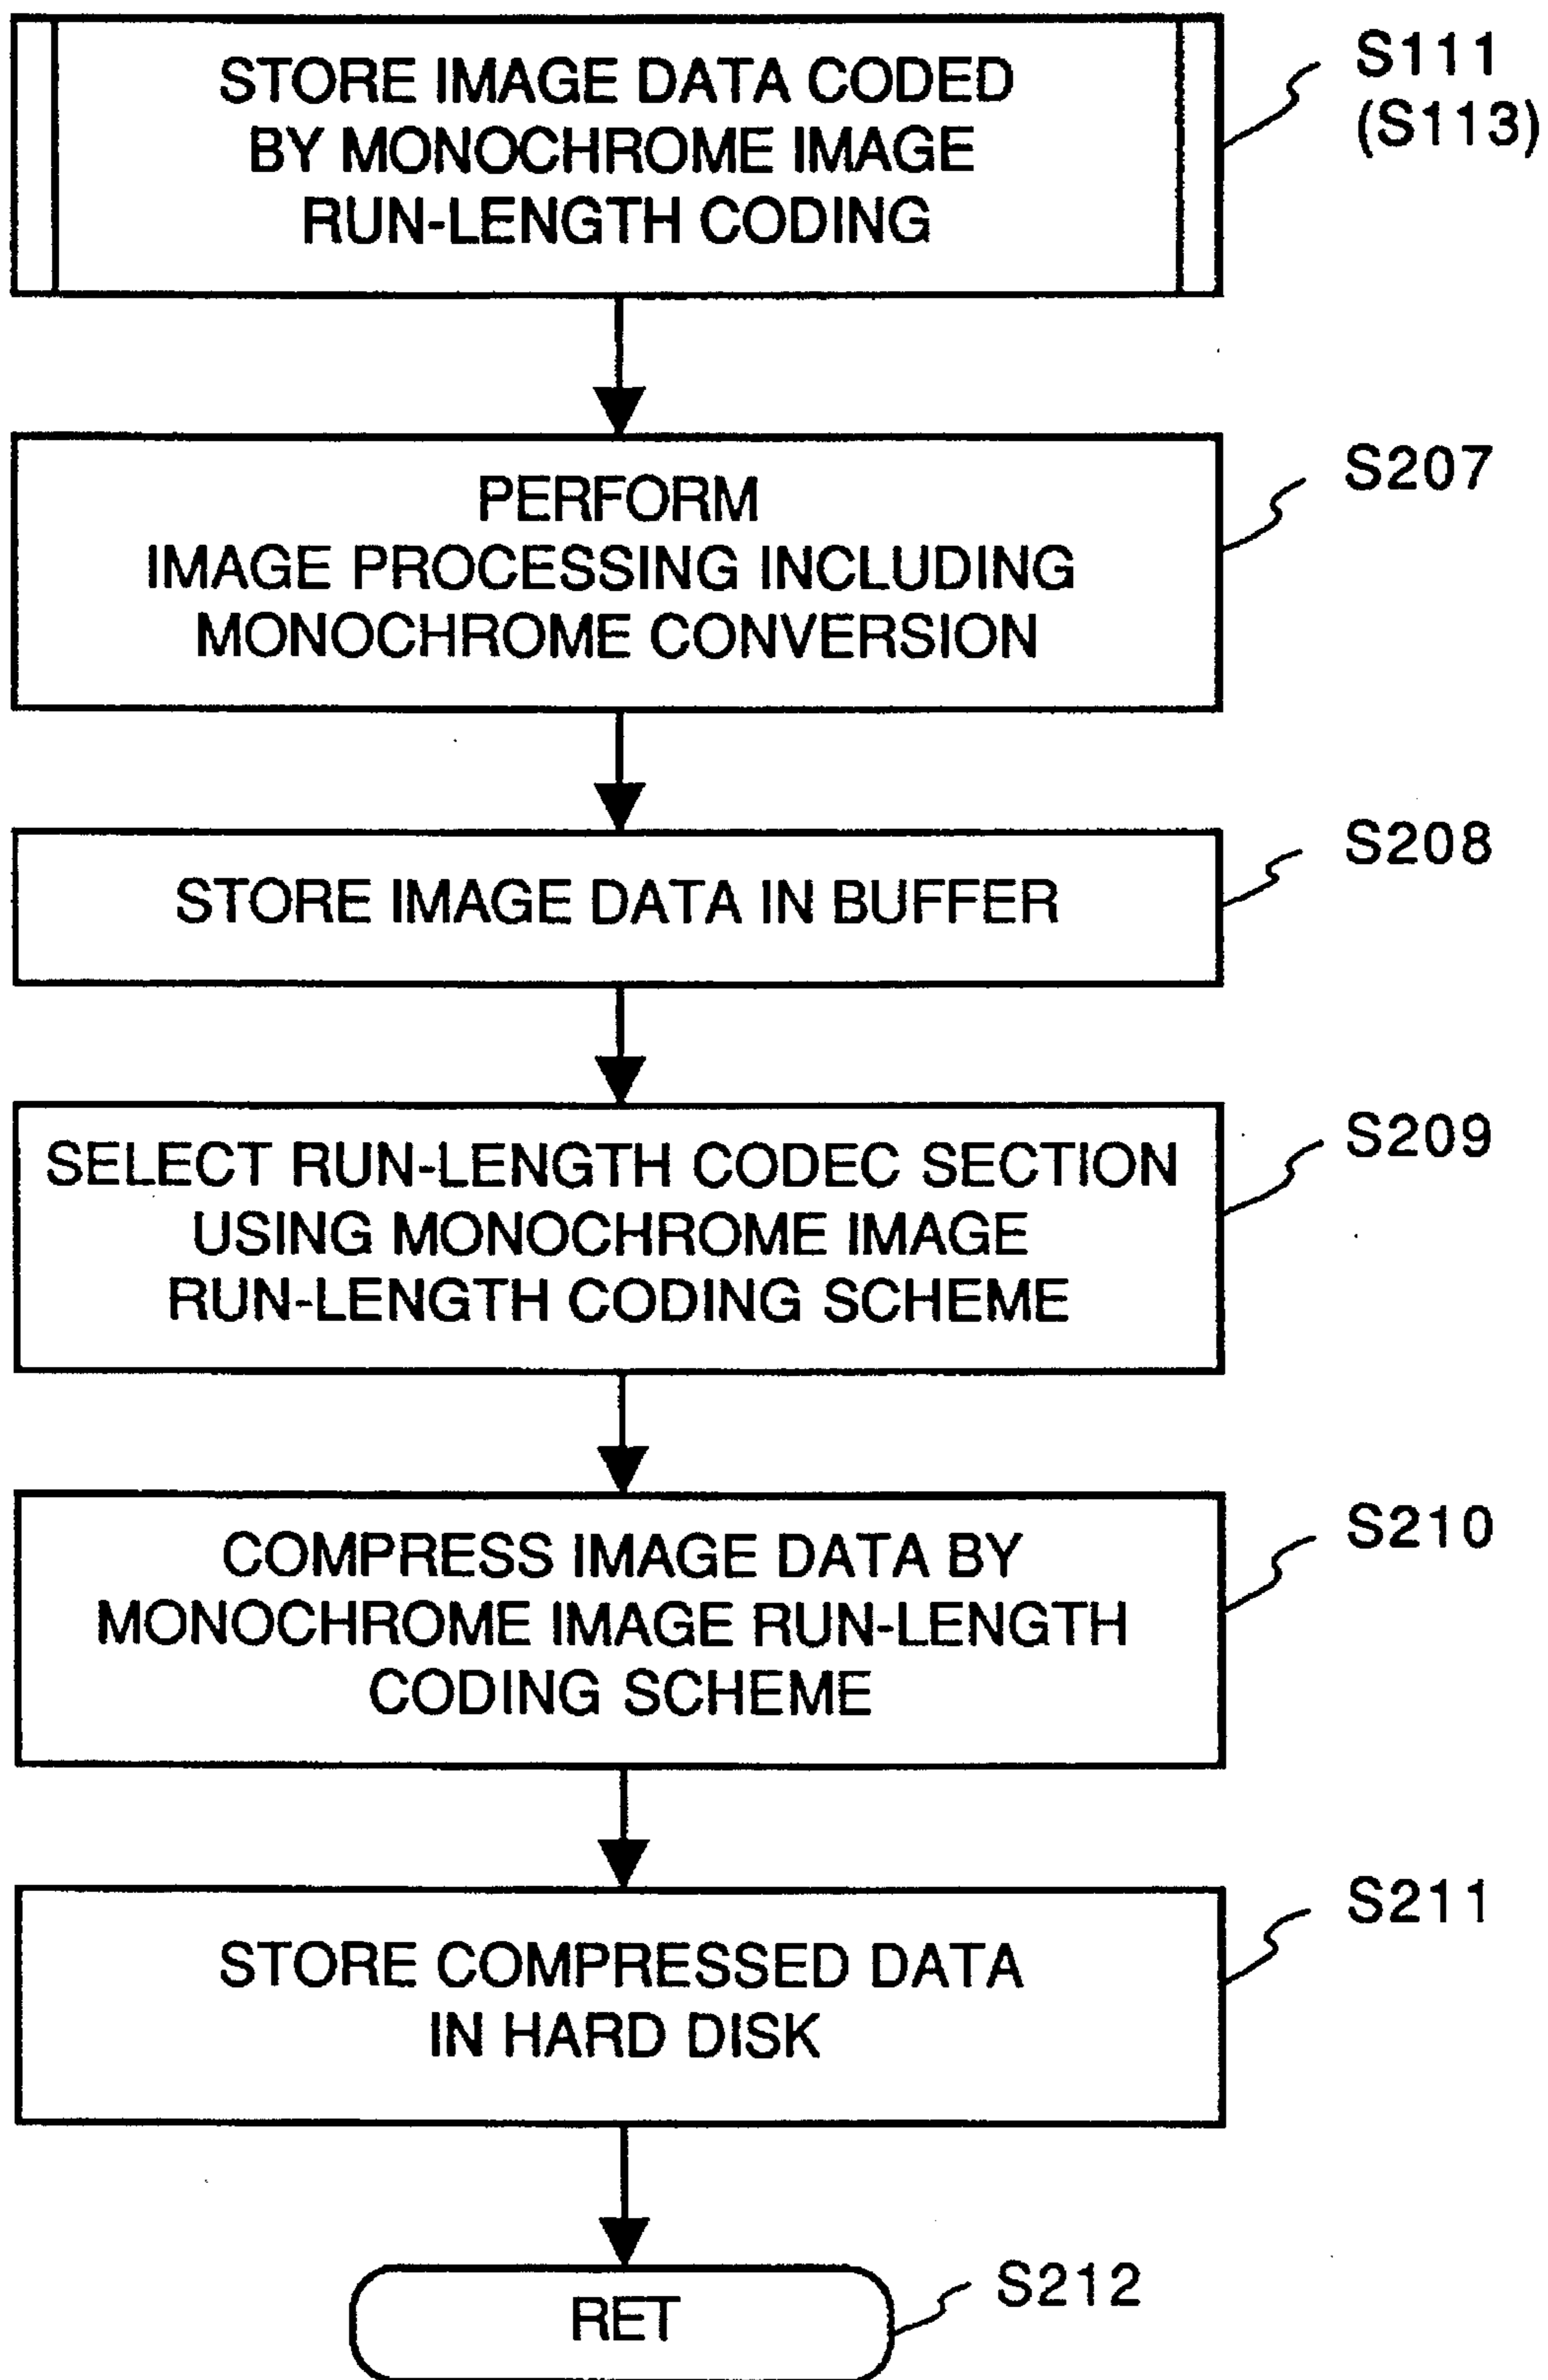 STORE IMAGE DATA CODED
BY MONOCHROME IMAGE
RUN-LENGTH CODING
S111
(S113)
PERFORM
IMAGE PROCESSING INCLUDING
MONOCHROME CONVERSION
S207
STORE IMAGE DATA IN BUFFER
S208
SELECT RUN-LENGTH CODEC SECTION
USING MONOCHROME IMAGE
RUN-LENGTH CODING SCHEME
S209
COMPRESS IMAGE DATA BY
MONOCHROME IMAGE RUN-LENGTH
CODING SCHEME
S210
STORE COMPRESSED DATA
IN HARD DISK
S211
RET
S212